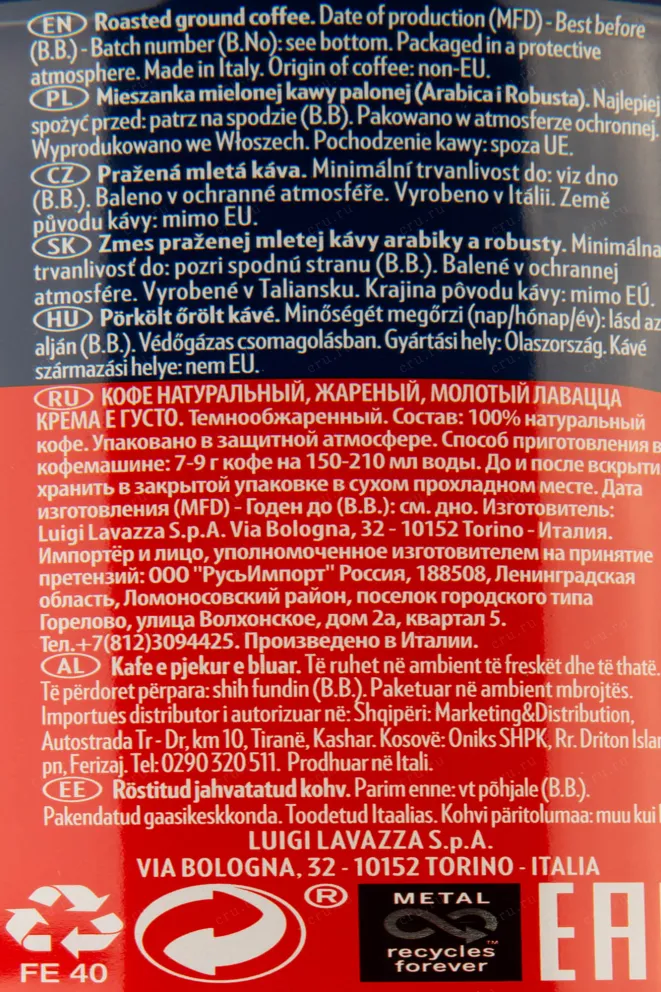 EN Roasted ground coffee. Date of production (MFD) - Best before
(B.B.) - Batch number (B.No): see bottom. Packaged in a protective
atmosphere. Made in Italy. Origin of coffee: non-EU.
PL Mieszanka mielonej kawy palonej (Arabica i Robusta). Najlepiej
spożyć przed: patrz na spodzie (B.B). Pakowano w atmosferze ochronnej.
Wyprodukowano we Włoszech. Pochodzenie kawy: spoza UE.
CZ Pražená mletá káva. Minimální trvanlivost do: viz dno
(B.B.). Baleno v ochranné atmosféře. Vyrobeno v Itálii. Země
původu kávy: mimo EU.
SK Zmes praženej mletej kávy arabiky a robusty. Minimálna
trvanlivosť do: pozri spodnú stranu (B.B.). Balené v ochrannej
atmosfére. Vyrobené v Taliansku. Krajina pôvodu kávy: mimo EÚ.
HU Pörkölt őrölt kávé. Minőségét megőrzi (nap/hónap/év): lásd az
alján (B.B.). Védőgázas csomagolásban. Gyártási hely: Olaszország. Kávé
származási helye: nem EU.
RU КОФЕ НАТУРАЛЬНЫЙ, ЖАРЕНЫЙ, МОЛОТЫЙ ЛАВАЦЦА
КРЕМА Е ГУСТО. Темнообжаренный. Состав: 100% натуральный
кофе. Упаковано в защитной атмосфере. Способ приготовления в
кофемашине: 7-9 г кофе на 150-210 мл воды. До и после вскрыти
хранить в закрытой упаковке в сухом прохладном месте. Дата
изготовления (MFD) - Годен до (B.B.): см. дно. Изготовитель:
Luigi Lavazza S.p.A. Via Bologna, 32 - 10152 Torino - Италия.
Импортёр и лицо, уполномоченное изготовителем на принятие
претензий: ООО "РусьИмпорт" Россия, 188508, Ленинградская
область, Ломоносовский район, поселок городского типа
Горелово, улица Волхонское, дом 2а, квартал 5.
Тел.+7(812)3094425. Произведено в Италии.
AL Kafe e pjekur e bluar. Të ruhet në ambient të freskët dhe të thatë.
Të përdoret përpara: shih fundin (B.B.). Paketuar në ambient mbrojtës.
Importues distributor i autorizuar në: Shqipëri: Marketing&Distribution,
Autostrada Tr - Dr, km 10, Tiranë, Kashar. Kosovë: Oniks SHPK, Rr. Driton Islam
pn, Ferizaj. Tel: 0290 320 511. Prodhuar në Itali.
EE Röstitud jahvatatud kohv. Parim enne: vt põhjale (B.B.).
Pakendatud gaasikeskkonda. Toodetud Itaalias. Kohvi päritolumaa: muu kui
LUIGI LAVAZZA S.p.A.
VIA BOLOGNA, 32 - 10152 TORINO - ITALIA
FE 40
®
METAL
recycles™
forever
EAC